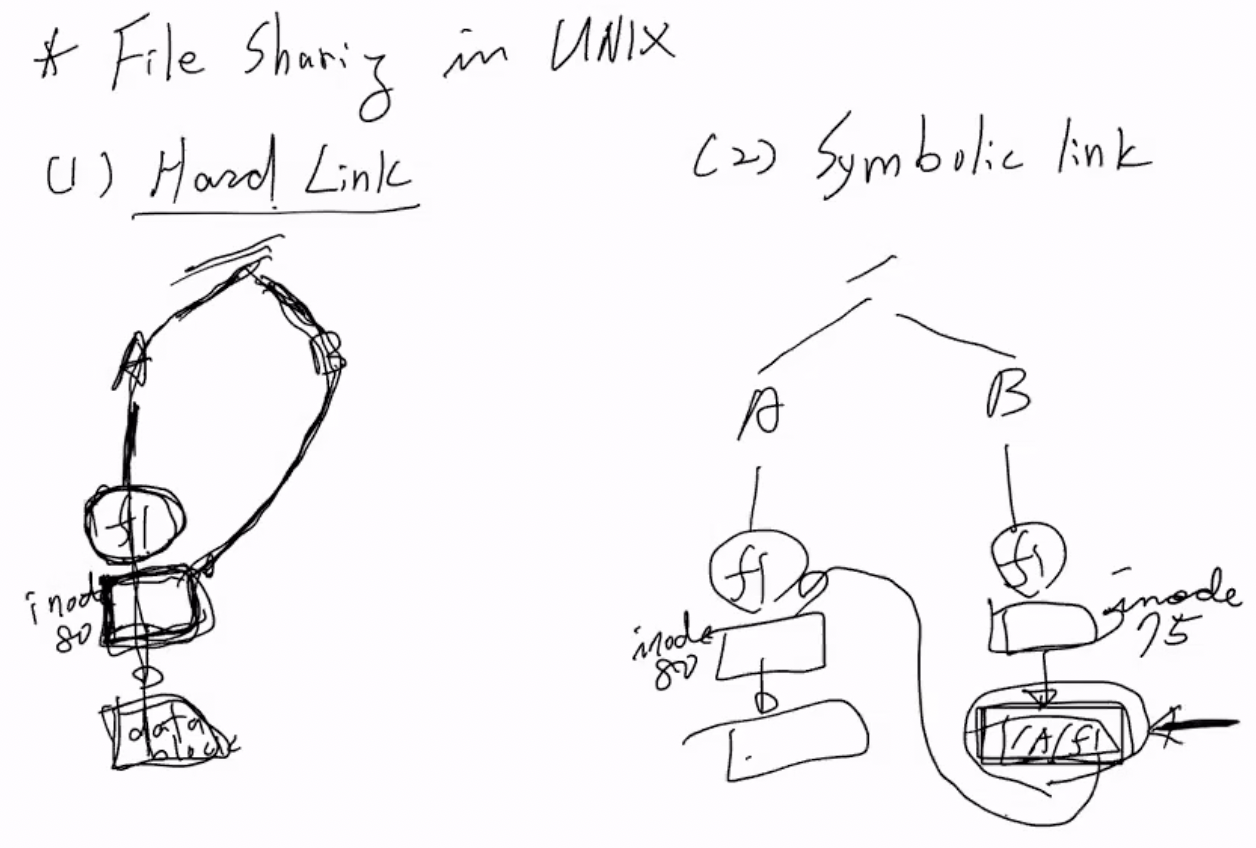 * File Sharing in UNIX
(1) Hard Link
(2) Symbolic link
A
B
f1
inode
80
data
block
A
B
f1
f1
inode
80
inode
75
/A/f1